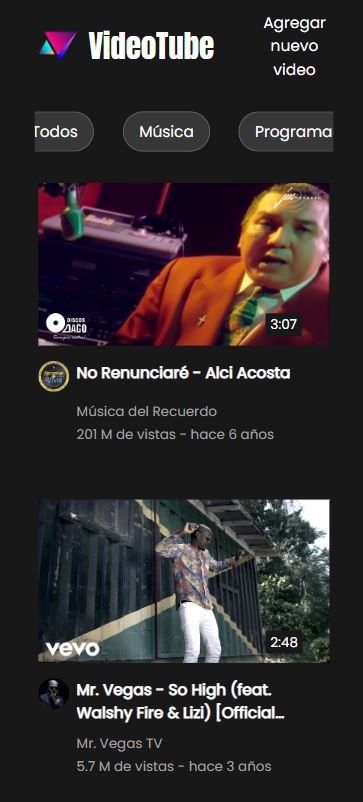 VideoTube
Agregar
nuevo
video
Todos
Música
Programa
DISCOS
ZIAGO
3:07
No Renunciaré - Alci Acosta
Música del Recuerdo
201 M de vistas - hace 6 años
vevo
2:48
Mr. Vegas - So High (feat.
Walshy Fire & Lizi) [Official...
Mr. Vegas TV
5.7 M de vistas - hace 3 años